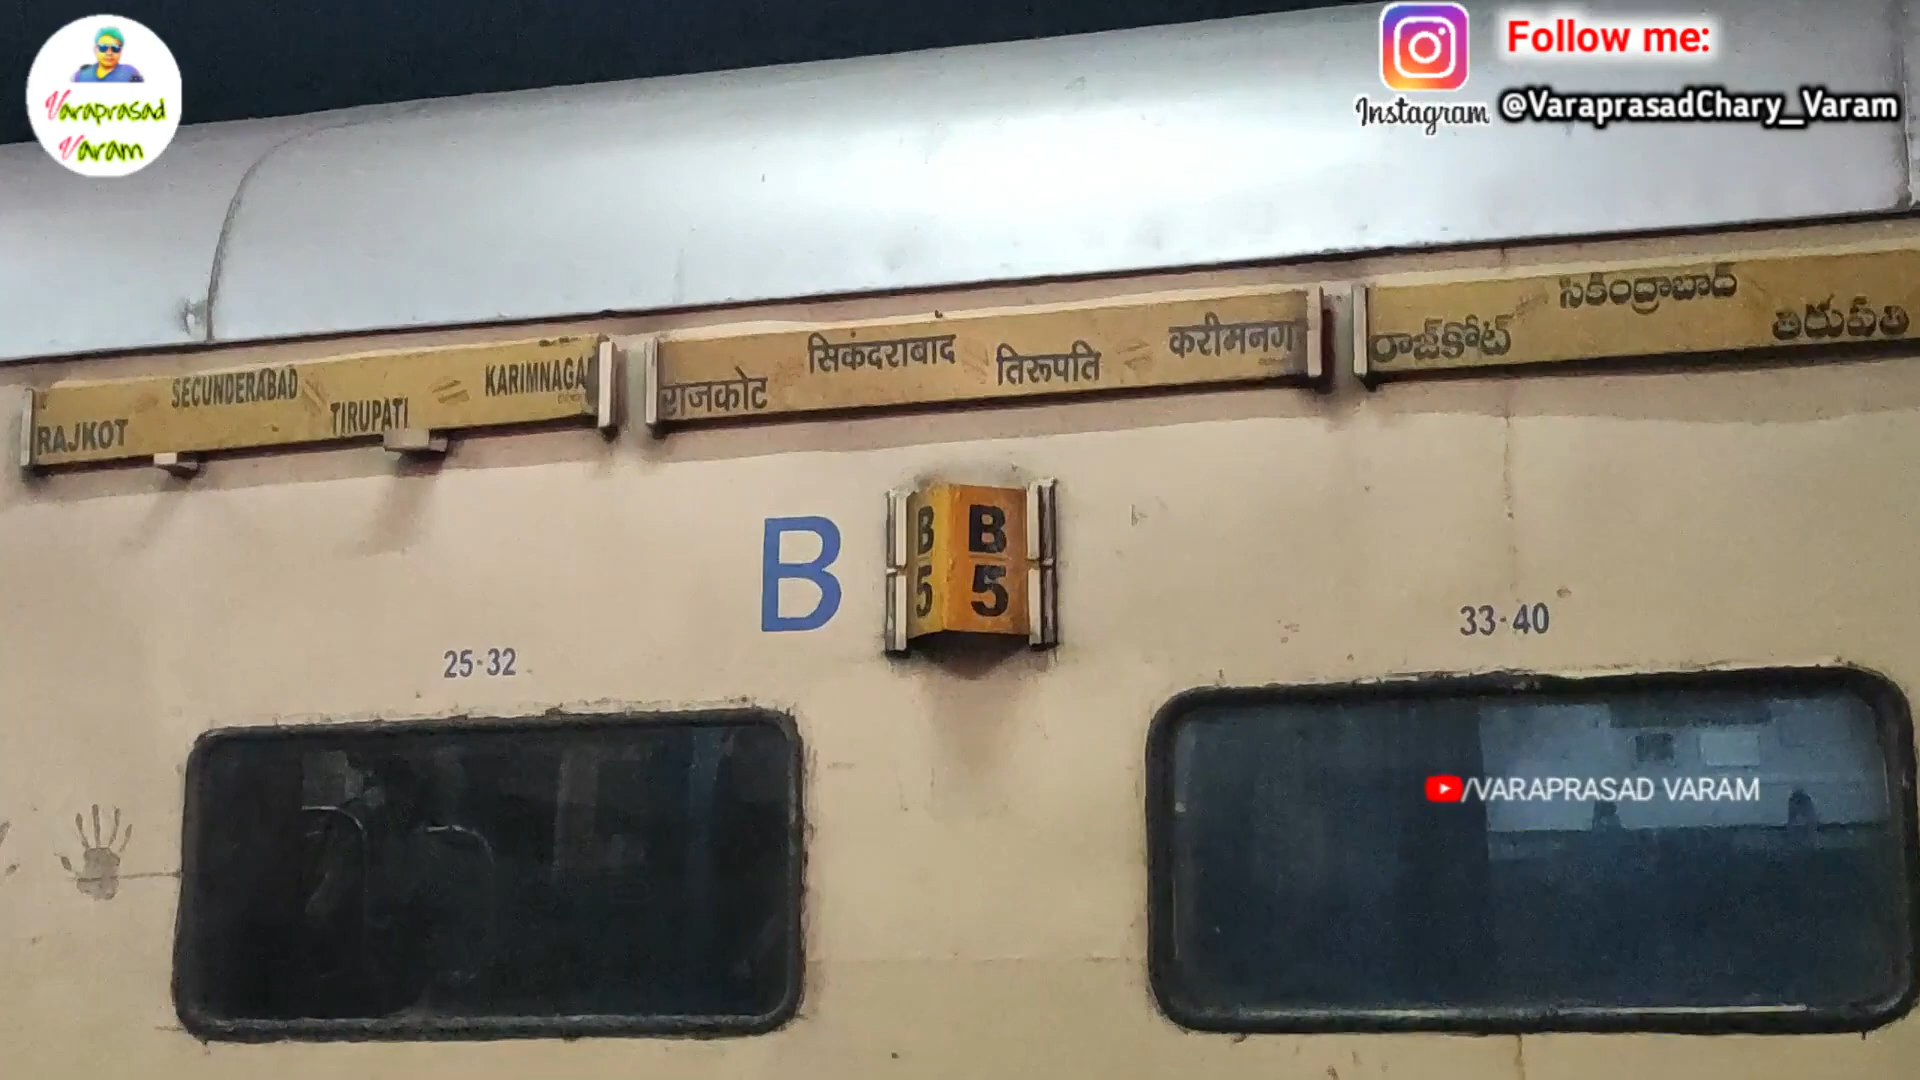 Varaprasad
Varam
Follow me:
Instagram @VaraprasadChary_Varam
RAJKOT SECUNDERABAD TIRUPATI KARIMNAGA
राजकोट सिकंदराबाद तिरूपति करीमनग
రాజ్‌కోట్ సికింద్రాబాద్ తిరుపతి
B
B B
5 5
25-32
33-40
/VARAPRASAD VARAM